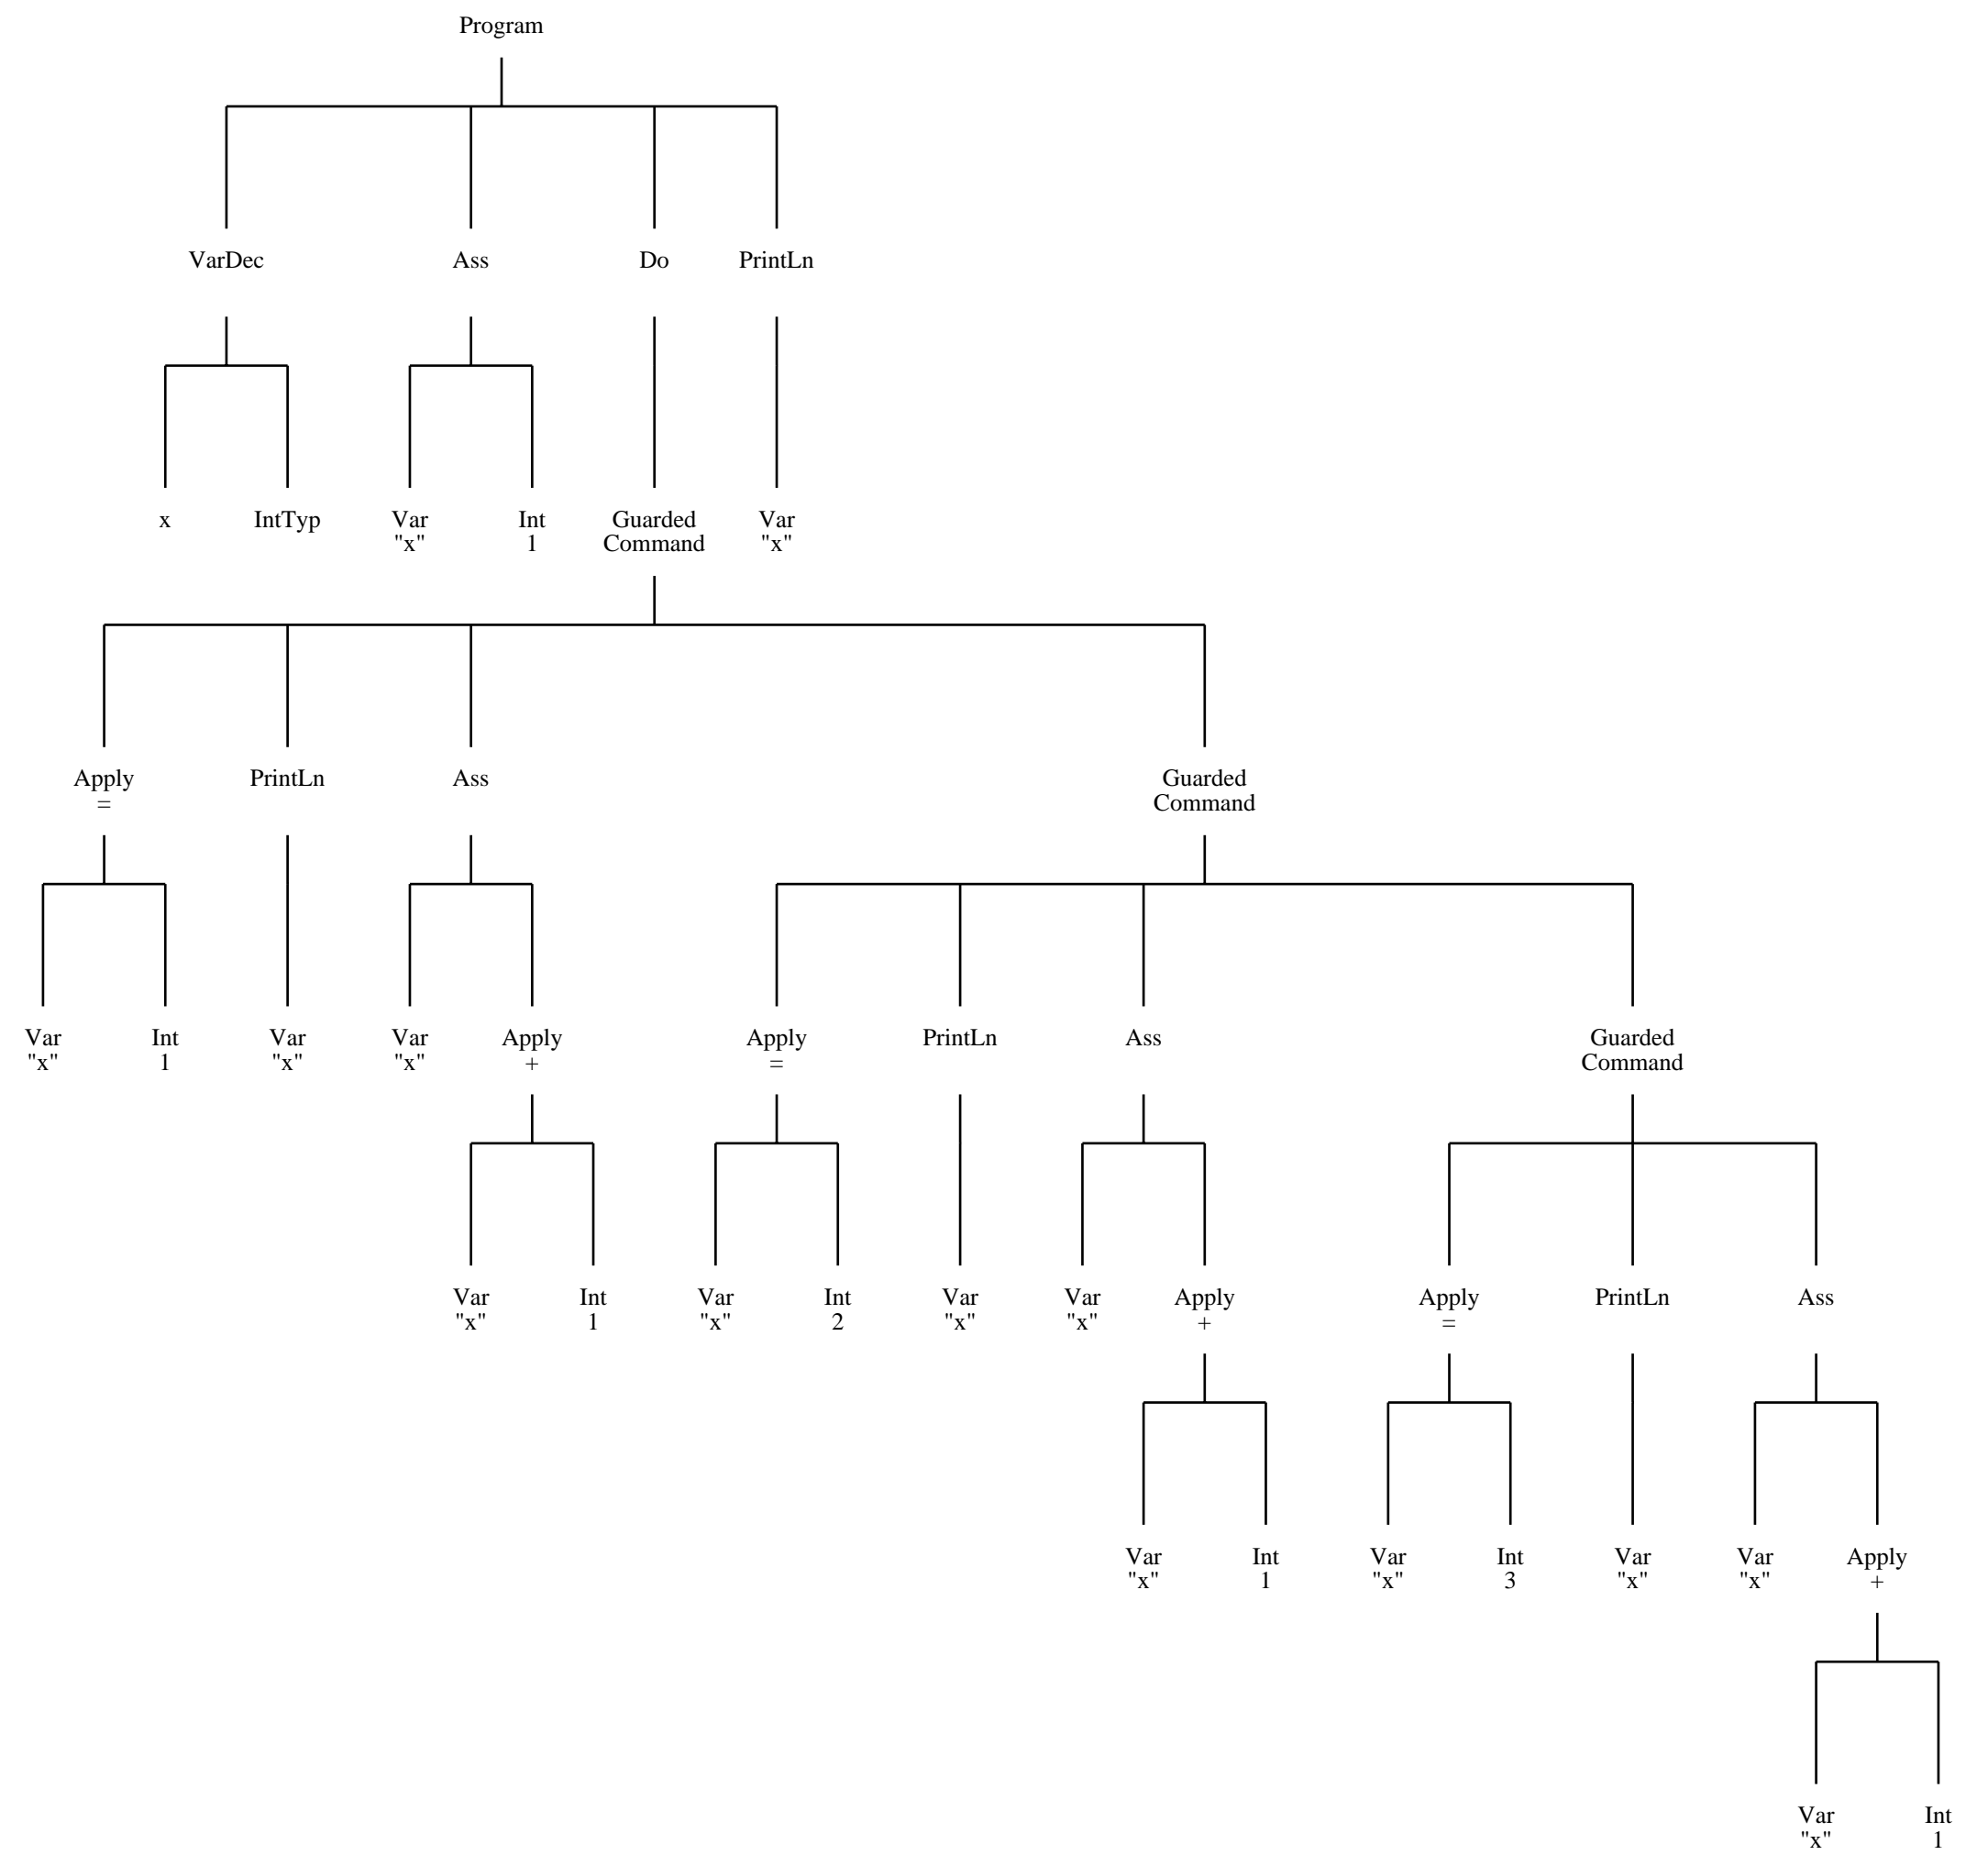 Program
VarDec Ass Do PrintLn
x IntTyp Var Int Guarded Var
"x" 1 Command "x"
Apply PrintLn Ass Guarded
= Command
Var Int Var Var Apply Apply PrintLn Ass Guarded
"x" 1 "x" "x" + = Command
Var Int Var Int Var Var Apply Apply PrintLn Ass
"x" 1 "x" 2 "x" "x" + =
Var Int Var Int Var Var Apply
"x" 1 "x" 3 "x" "x" +
Var Int
"x" 1